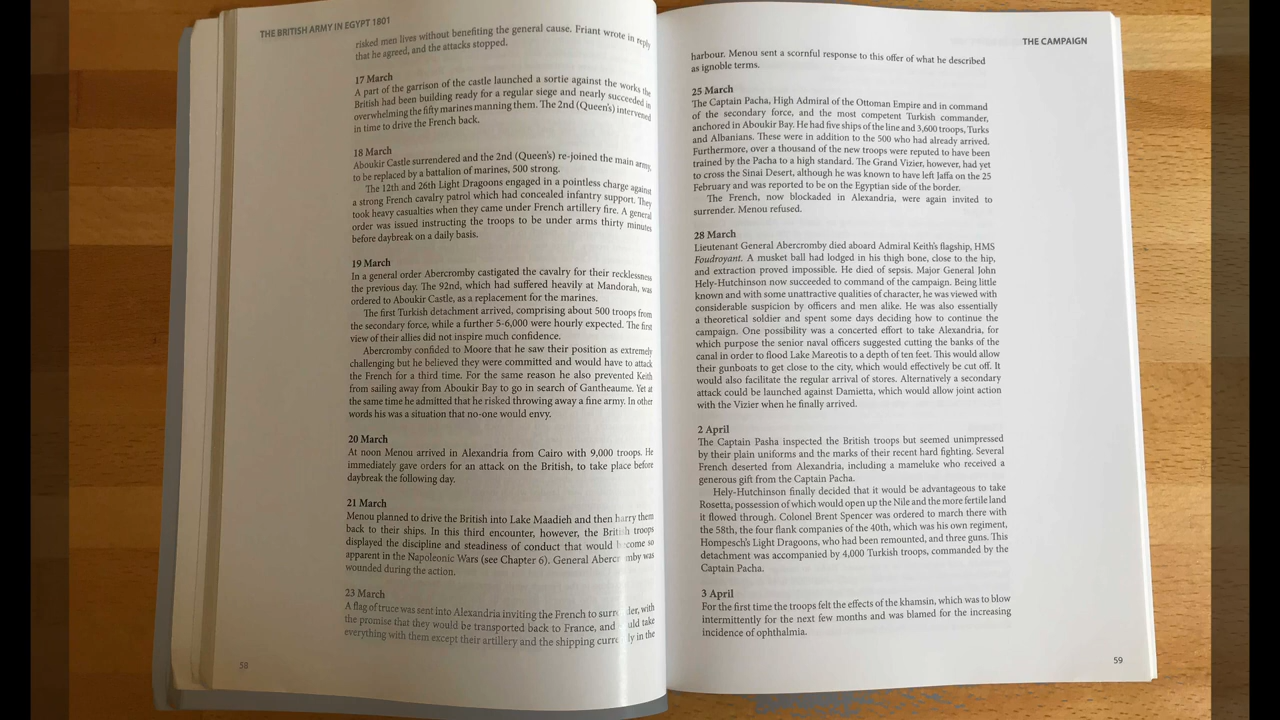 THE BRITISH ARMY IN EGYPT 1801
risked men lives without benefiting the general cause. Friant wrote in reply
that he agreed, and the attacks stopped.
17 March
A part of the garrison of the castle launched a sortie against the works the
British had been building ready for a regular siege and nearly succeeded in
overwhelming the fifty marines manning them. The 2nd (Queen's) intervened
in time to drive the French back.
18 March
Aboukir Castle surrendered and the 2nd (Queen's) re-joined the main army,
to be replaced by a battalion of marines, 500 strong.
The 12th and 26th Light Dragoons engaged in a pointless charge against
a strong French cavalry patrol which had concealed infantry support. They
took heavy casualties when they came under French artillery fire. A general
order was issued instructing the troops to be under arms thirty minutes
before daybreak on a daily basis.
19 March
In a general order Abercromby castigated the cavalry for their recklessness
the previous day. The 92nd, which had suffered heavily at Mandorah, was
ordered to Aboukir Castle, as a replacement for the marines.
The first Turkish detachment arrived, comprising about 500 troops from
the secondary force, while a further 5-6,000 were hourly expected. The first
view of their allies did not inspire much confidence.
Abercromby confided to Moore that he saw their position as extremely
challenging but he believed they were committed and would have to attack
the French for a third time. For the same reason he also prevented Keith
from sailing away from Aboukir Bay to go in search of Gantheaume. Yet at
the same time he admitted that he risked throwing away a fine army. In other
words his was a situation that no-one would envy.
20 March
At noon Menou arrived in Alexandria from Cairo with 9,000 troops. He
immediately gave orders for an attack on the British, to take place before
daybreak the following day.
21 March
Menou planned to drive the British into Lake Maadieh and then harry them
back to their ships. In this third encounter, however, the British troops
displayed the discipline and steadiness of conduct that would become so
apparent in the Napoleonic Wars (see Chapter 6). General Abercromby was
wounded during the action.
23 March
A flag of truce was sent into Alexandria inviting the French to surrender, with
the promise that they would be transported back to France, and could take
everything with them except their artillery and the shipping currently in the
58
THE CAMPAIGN
harbour. Menou sent a scornful response to this offer of what he described
as ignoble terms.
25 March
The Captain Pacha, High Admiral of the Ottoman Empire and in command
of the secondary force, and the most competent Turkish commander,
anchored in Aboukir Bay. He had five ships of the line and 3,600 troops, Turks
and Albanians. These were in addition to the 500 who had already arrived.
Furthermore, over a thousand of the new troops were reputed to have been
trained by the Pacha to a high standard. The Grand Vizier, however, had yet
to cross the Sinai Desert, although he was known to have left Jaffa on the 25
February and was reported to be on the Egyptian side of the border.
The French, now blockaded in Alexandria, were again invited to
surrender. Menou refused.
28 March
Lieutenant General Abercromby died aboard Admiral Keith's flagship, HMS
Foudroyant. A musket ball had lodged in his thigh bone, close to the hip,
and extraction proved impossible. He died of sepsis. Major General John
Hely-Hutchinson now succeeded to command of the campaign. Being little
known and with some unattractive qualities of character, he was viewed with
considerable suspicion by officers and men alike. He was also essentially
a theoretical soldier and spent some days deciding how to continue the
campaign. One possibility was a concerted effort to take Alexandria, for
which purpose the senior naval officers suggested cutting the banks of the
canal in order to flood Lake Mareotis to a depth of ten feet. This would allow
their gunboats to get close to the city, which would effectively be cut off. It
would also facilitate the regular arrival of stores. Alternatively a secondary
attack could be launched against Damietta, which would allow joint action
with the Vizier when he finally arrived.
2 April
The Captain Pasha inspected the British troops but seemed unimpressed
by their plain uniforms and the marks of their recent hard fighting. Several
French deserted from Alexandria, including a mameluke who received a
generous gift from the Captain Pacha.
Hely-Hutchinson finally decided that it would be advantageous to take
Rosetta, possession of which would open up the Nile and the more fertile land
it flowed through. Colonel Brent Spencer was ordered to march there with
the 58th, the four flank companies of the 40th, which was his own regiment,
Hompesch's Light Dragoons, who had been remounted, and three guns. This
detachment was accompanied by 4,000 Turkish troops, commanded by the
Captain Pacha.
3 April
For the first time the troops felt the effects of the khamsin, which was to blow
intermittently for the next few months and was blamed for the increasing
incidence of ophthalmia.
59